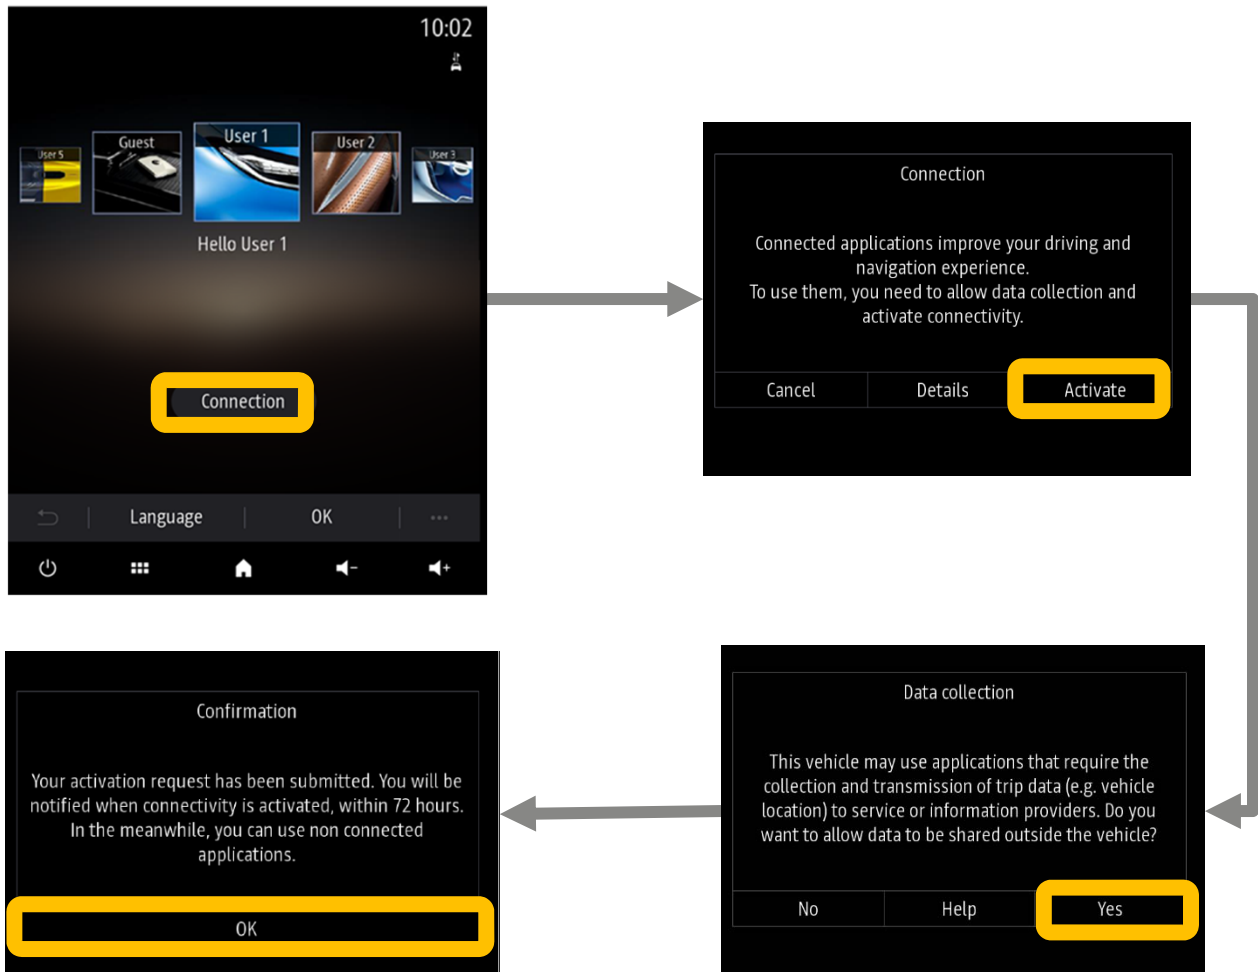 10:02
User 5
Guest
User 1
User 2
User 3
Hello User 1
Connection
Language
OK
Connection
Connected applications improve your driving and
navigation experience.
To use them, you need to allow data collection and
activate connectivity.
Cancel
Details
Activate
Data collection
This vehicle may use applications that require the
collection and transmission of trip data (e.g. vehicle
location) to service or information providers. Do you
want to allow data to be shared outside the vehicle?
No
Help
Yes
Confirmation
Your activation request has been submitted. You will be
notified when connectivity is activated, within 72 hours.
In the meanwhile, you can use non connected
applications.
OK